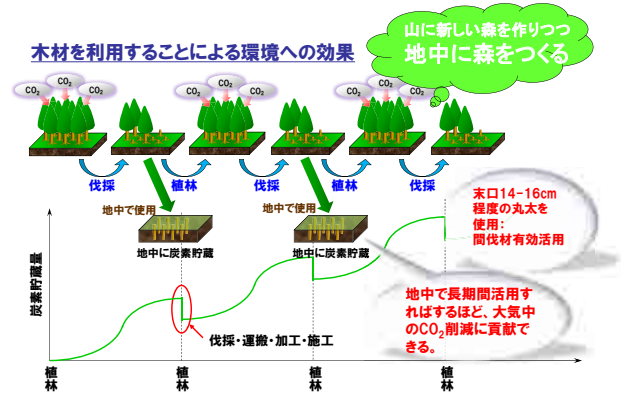 山に新しい森を作りつつ
地中に森をつくる
木材を利用することによる環境への効果
CO2
CO2
CO2
CO2
CO2
CO2
CO2
CO2
CO2
伐採
植林
伐採
植林
伐採
地中で使用
地中で使用
地中に炭素貯蔵
地中に炭素貯蔵
末口14-16cm
程度の丸太を
使用：
間伐材有効活用
地中で長期間活用す
ればするほど、大気中
のCO2削減に貢献で
きる。
炭素貯蔵量
伐採・運搬・加工・施工
植林
植林
植林
植林